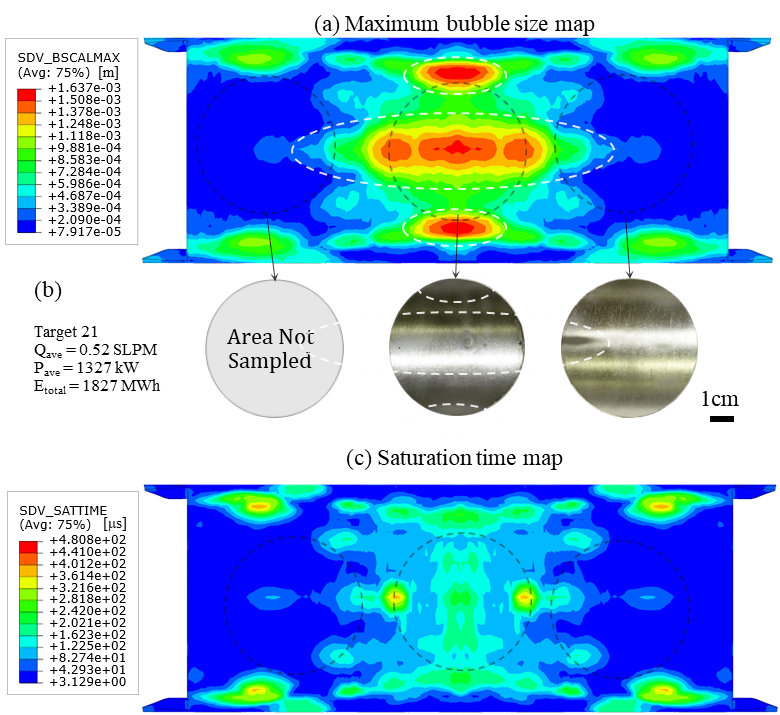 (a) Maximum bubble size map
SDV_BSCALMAX
(Avg: 75%) [m]
+1.637e-03
+1.508e-03
+1.378e-03
+1.248e-03
+1.118e-03
+9.881e-04
+8.583e-04
+7.284e-04
+5.986e-04
+4.687e-04
+3.389e-04
+2.090e-04
+7.917e-05
(b)
Target 21
Qave = 0.52 SLPM
Pave = 1327 kW
Etotal = 1827 MWh
Area Not
Sampled
1cm
(c) Saturation time map
SDV_SATTIME
(Avg: 75%) [μs]
+4.808e+02
+4.410e+02
+4.012e+02
+3.614e+02
+3.216e+02
+2.818e+02
+2.420e+02
+2.021e+02
+1.623e+02
+1.225e+02
+8.274e+01
+4.293e+01
+3.129e+00